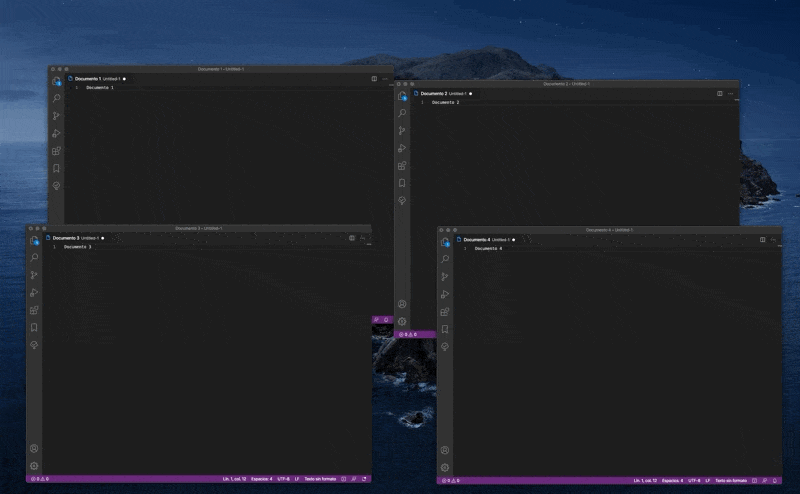 Documento 1 - Untitled-1
Documento 1 Untitled-1
1 Documento 1
Documento 2 - Untitled-1
Documento 2 Untitled-1
1 Documento 2
0 0
Documento 3 - Untitled-1
Documento 3 Untitled-1
1 Documento 3
0 0 Lín. 1, col. 12 Espacios: 4 UTF-8 LF Texto sin formato
Documento 4 - Untitled-1
Documento 4 Untitled-1
1 Documento 4
0 0 Lín. 1, col. 12 Espacios: 4 UTF-8 LF Texto sin formato